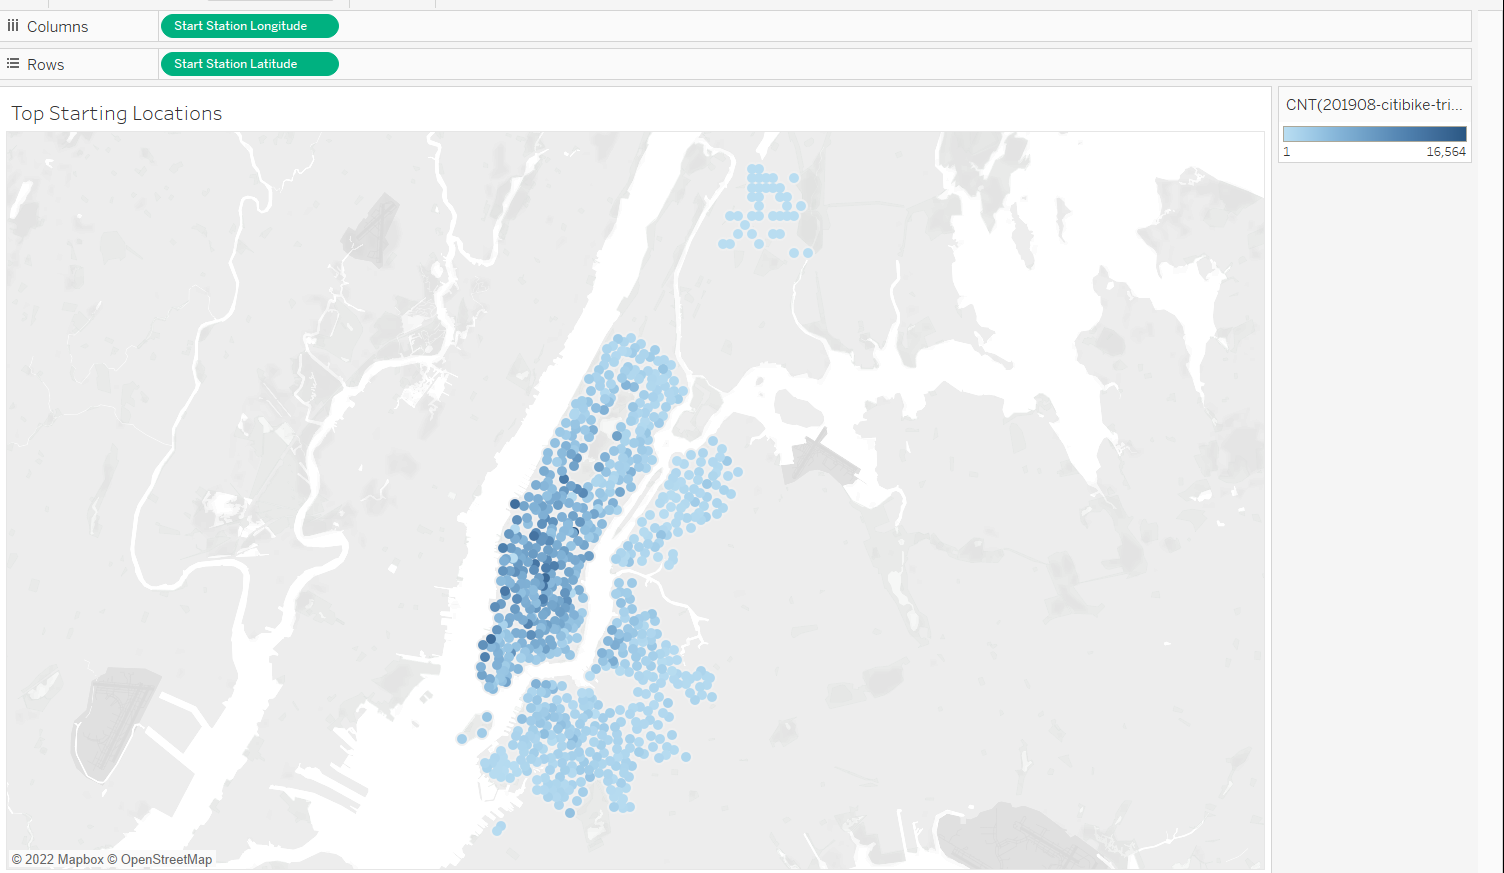 Columns
Start Station Longitude
Rows
Start Station Latitude
Top Starting Locations
CNT(201908-citibike-tri...
1
16,564
© 2022 Mapbox © OpenStreetMap